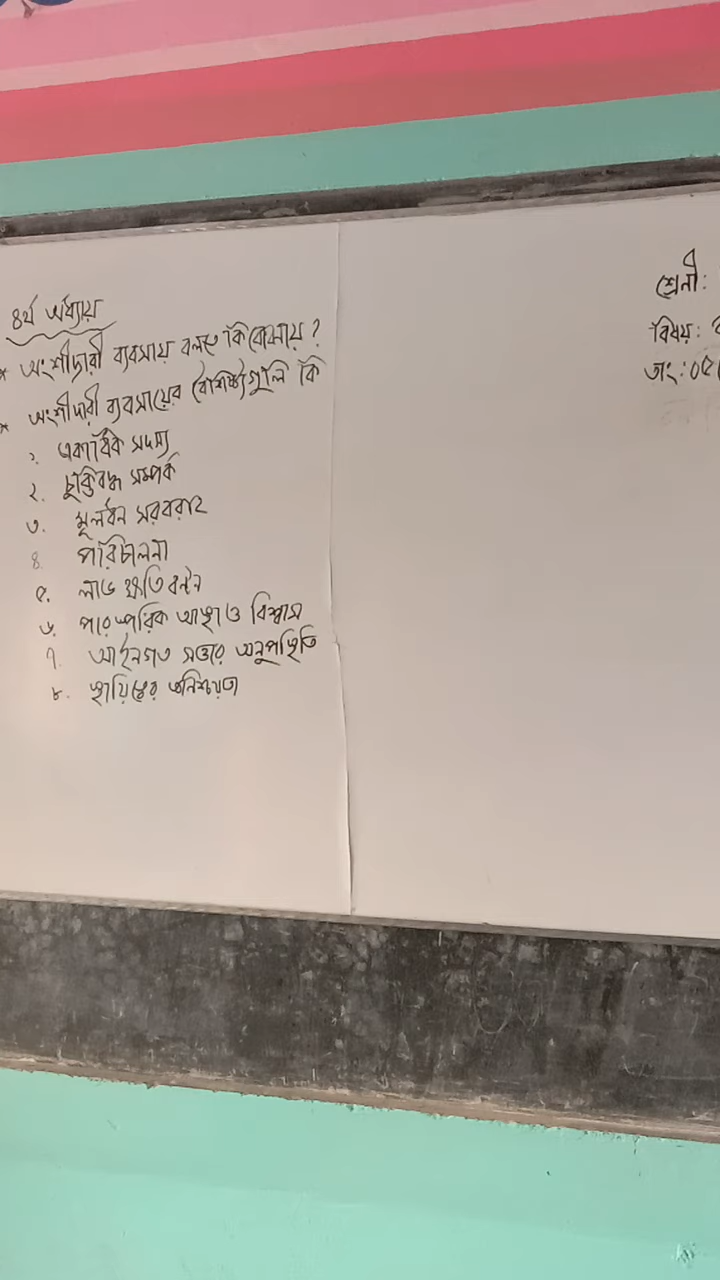 ৪র্থ অধ্যায়
* অংশীদারী ব্যবসায় বলতে কি বোঝায় ?
* অংশীদারী ব্যবসায়ের বৈশিষ্ট্যগুলি কি
১. একাধিক সদস্য
২. চুক্তিবদ্ধ সম্পর্ক
৩. মূলধন সরবরাহ
৪. পরিচালনা
৫. লাভ ক্ষতি বন্টন
৬. পারস্পরিক আস্থা ও বিশ্বাস
৭. আইনগত সত্তার অনুপস্থিতি
৮. স্থায়িত্বের অনিশ্চয়তা
শ্রেনী:
বিষয়:
তাং: ০৫